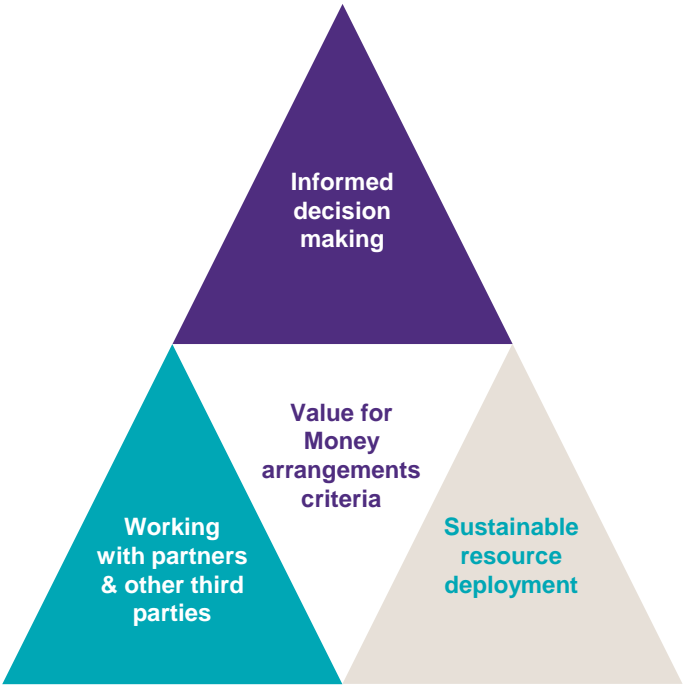 Informed
decision
making
Value for
Money
arrangements
criteria
Working
with partners
& other third
parties
Sustainable
resource
deployment